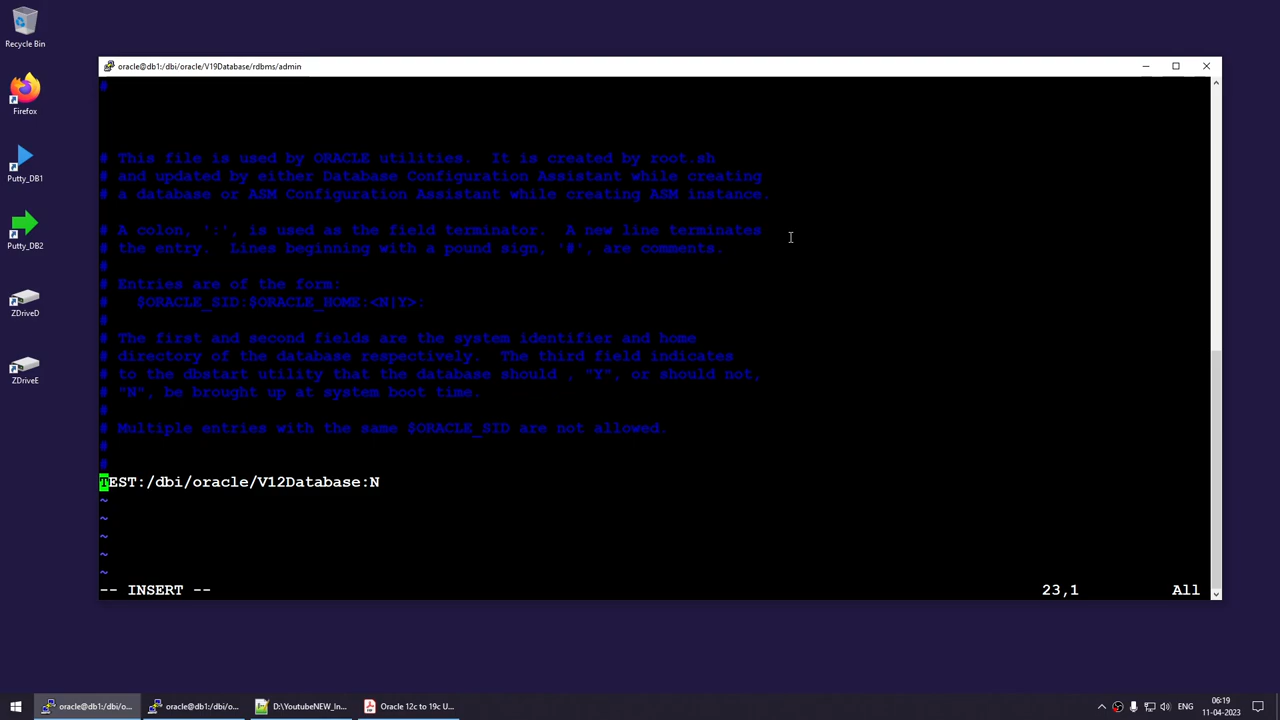 Recycle Bin
Firefox
Putty_DB1
Putty_DB2
ZDriveD
ZDriveE
oracle@db1:/dbi/oracle/V19Database/rdbms/admin
#
# This file is used by ORACLE utilities.  It is created by root.sh
# and updated by either Database Configuration Assistant while creating
# a database or ASM Configuration Assistant while creating ASM instance.
# A colon, ':', is used as the field terminator.  A new line terminates
# the entry.  Lines beginning with a pound sign, '#', are comments.
#
# Entries are of the form:
#   $ORACLE_SID:$ORACLE_HOME:<N|Y>:
#
# The first and second fields are the system identifier and home
# directory of the database respectively.  The third field indicates
# to the dbstart utility that the database should , "Y", or should not,
# "N", be brought up at system boot time.
#
# Multiple entries with the same $ORACLE_SID are not allowed.
#
#
TEST:/dbi/oracle/V12Database:N
~
~
~
~
~
-- INSERT --
23,1
All
oracle@db1:/dbi/o...
oracle@db1:/dbi/o...
D:\YoutubeNEW_In...
Oracle 12c to 19c U...
ENG
06:19
11-04-2023